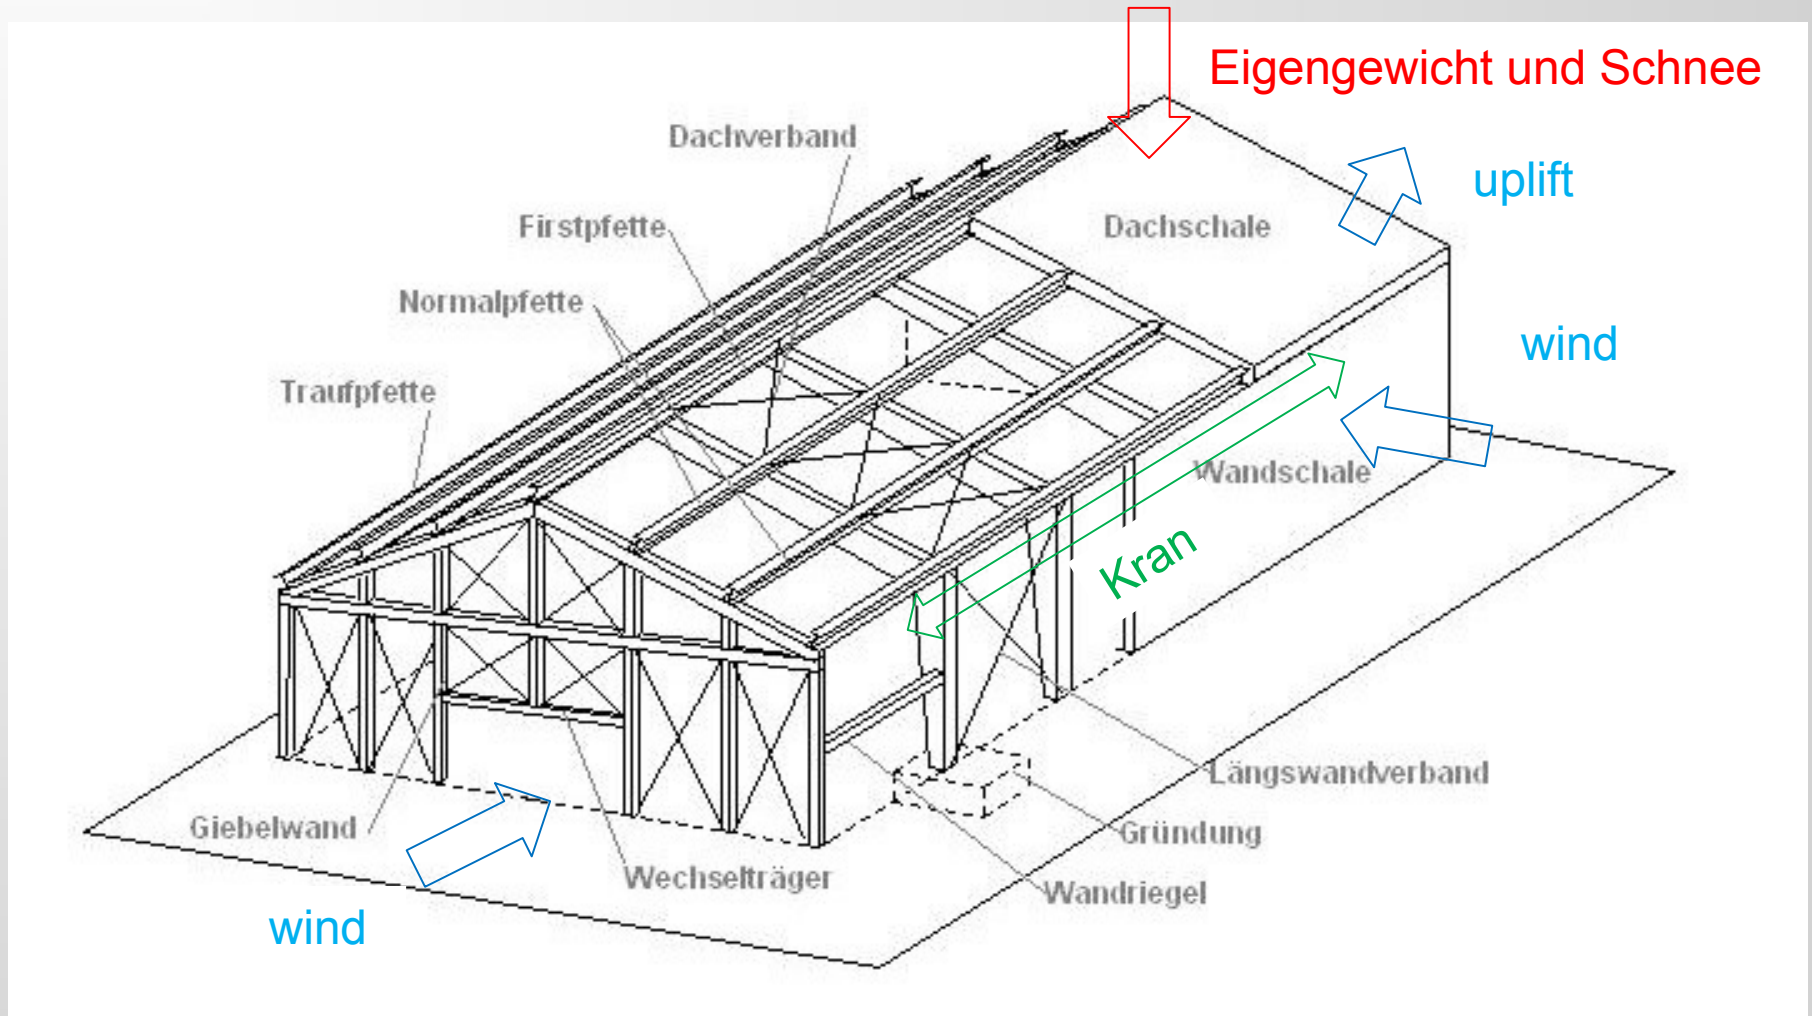 Eigengewicht und Schnee
Dachverband
uplift
Firstpfette
Dachschale
Normalpfette
wind
Traufpfette
Wandschale
Kran
Längswandverband
Giebelwand
Gründung
Wechselträger
Wandriegel
wind